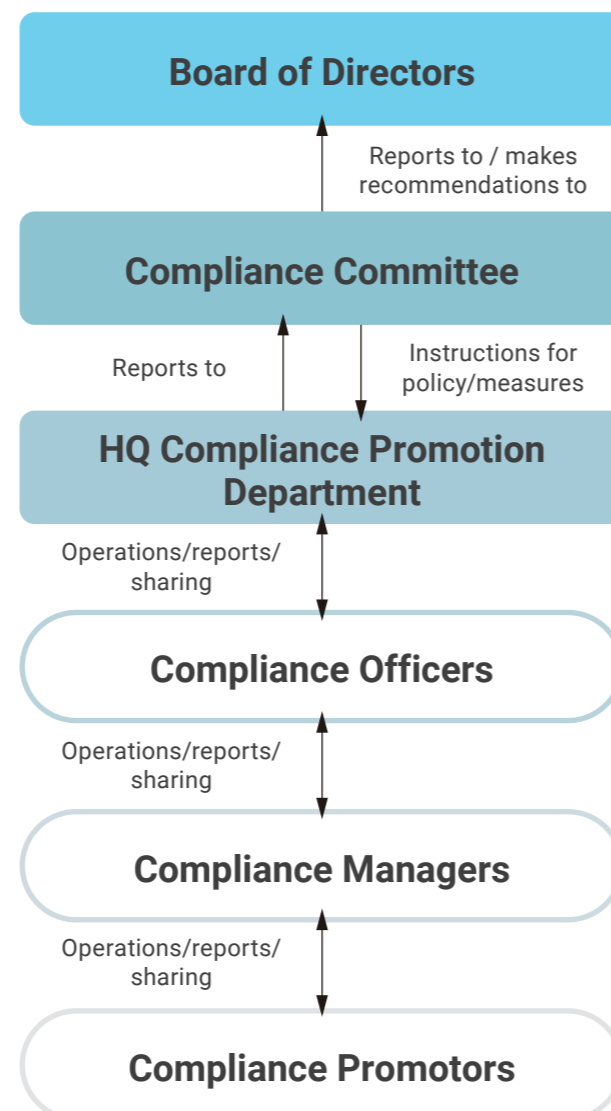 Board of Directors
Reports to / makes
recommendations to
Compliance Committee
Reports to
Instructions for
policy/measures
HQ Compliance Promotion
Department
Operations/reports/
sharing
Compliance Officers
Operations/reports/
sharing
Compliance Managers
Operations/reports/
sharing
Compliance Promotors